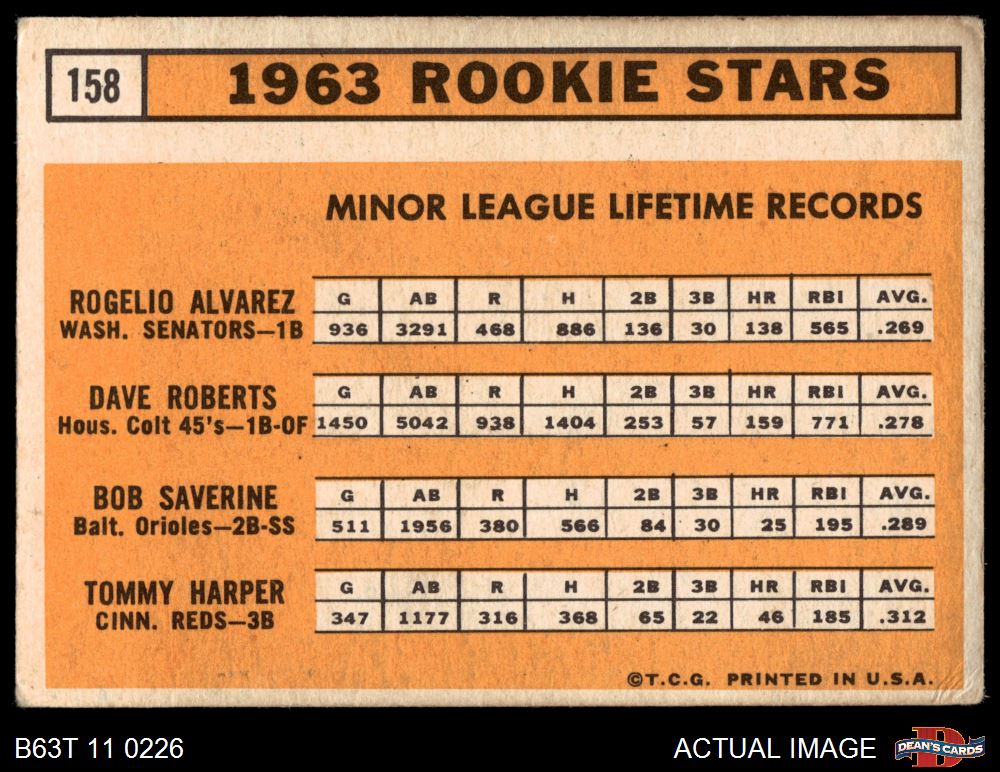 158 1963 ROOKIE STARS
MINOR LEAGUE LIFETIME RECORDS
ROGELIO ALVAREZ G AB R H 2B 3B HR RBI AVG.
WASH. SENATORS—1B 936 3291 468 886 136 30 138 565 .269
DAVE ROBERTS G AB R H 2B 3B HR RBI AVG.
Hous. Colt 45's—1B-OF 1450 5042 938 1404 253 57 159 771 .278
BOB SAVERINE G AB R H 2B 3B HR RBI AVG.
Balt. Orioles—2B-SS 511 1956 380 566 84 30 25 195 .289
TOMMY HARPER G AB R H 2B 3B HR RBI AVG.
CINN. REDS—3B 347 1177 316 368 65 22 46 185 .312
©T.C.G. PRINTED IN U.S.A.
B63T 11 0226 ACTUAL IMAGE D DEAN'S CARDS